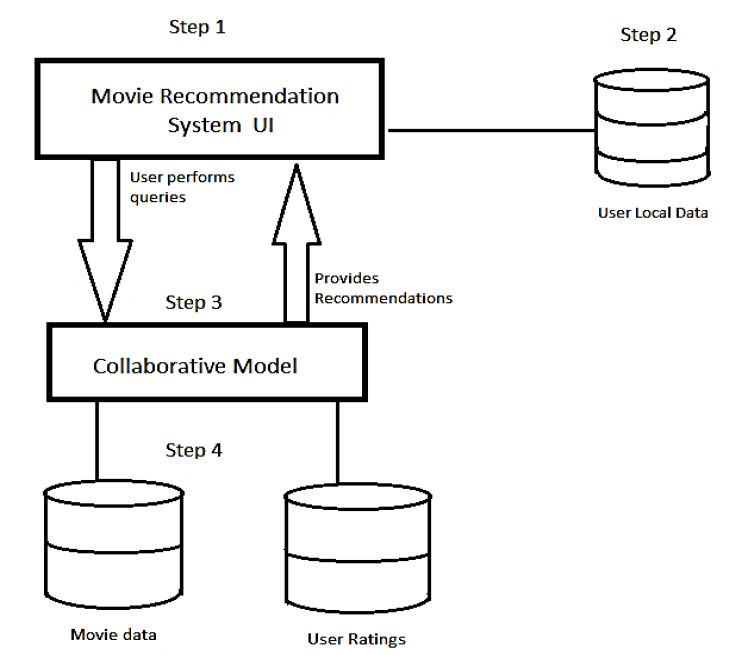 Step 1
Step 2
Movie Recommendation
System UI
User performs
queries
User Local Data
Provides
Recommendations
Step 3
Collaborative Model
Step 4
Movie data
User Ratings